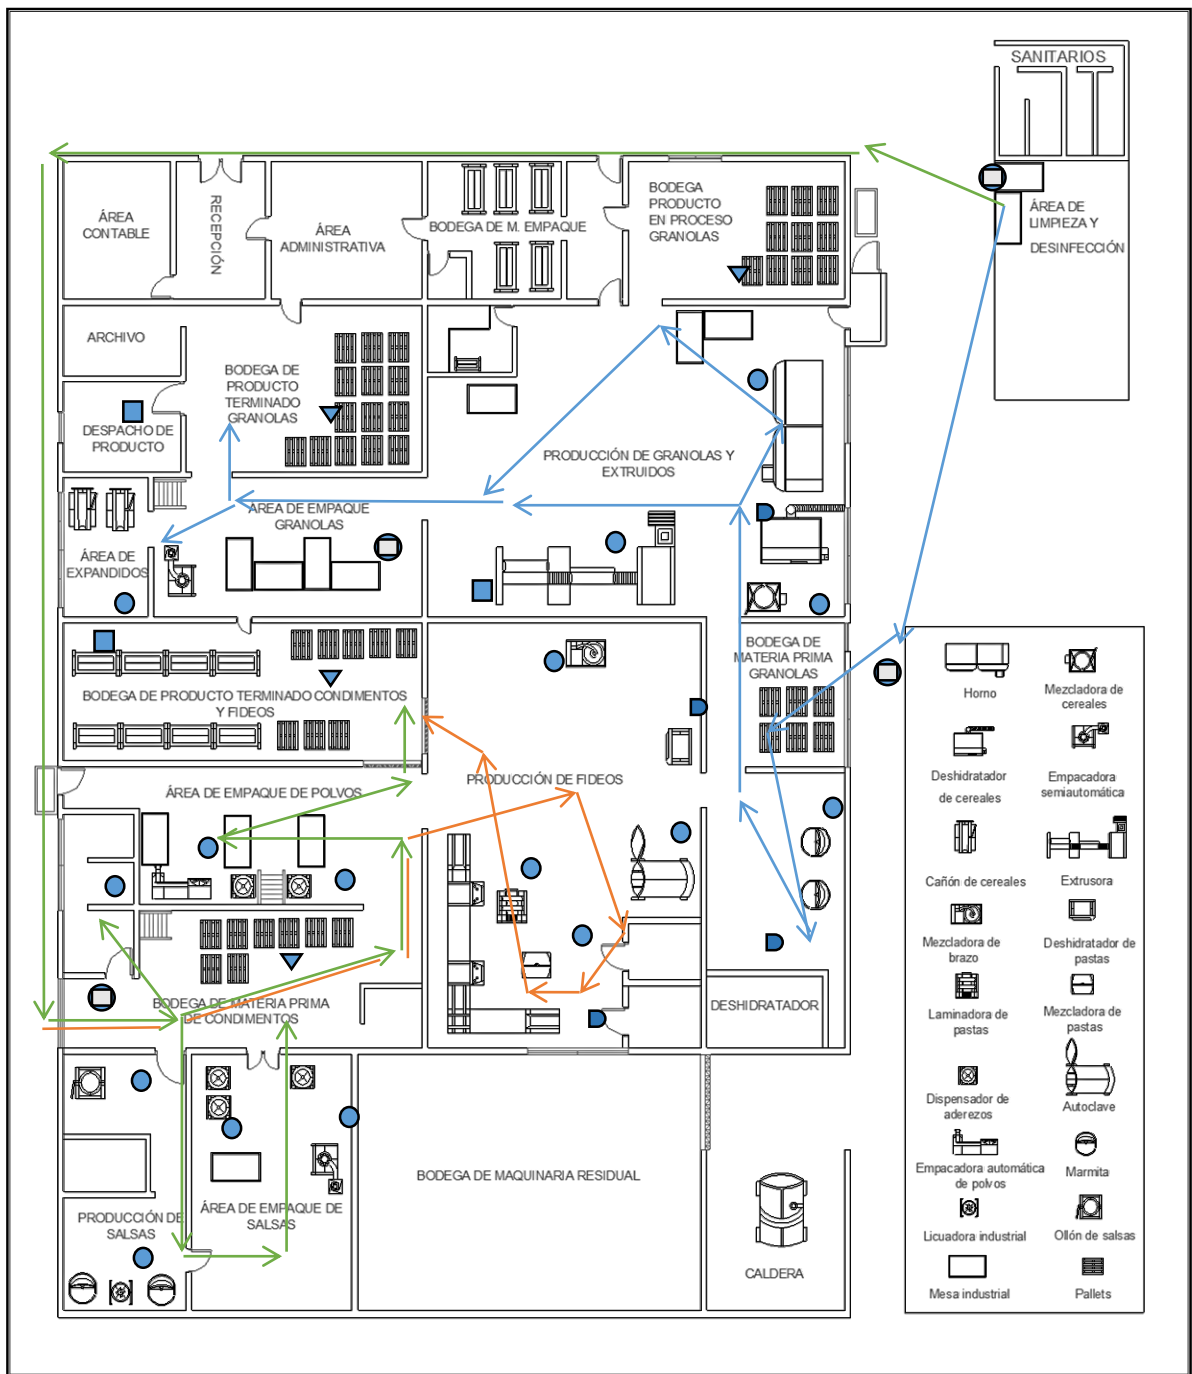 SANITARIOS
ÁREA DE
LIMPIEZA Y
DESINFECCIÓN
ÁREA
CONTABLE
RECEPCIÓN
ÁREA
ADMINISTRATIVA
BODEGA DE M. EMPAQUE
BODEGA
PRODUCTO
EN PROCESO
GRANOLAS
ARCHIVO
BODEGA DE
PRODUCTO
TERMINADO
GRANOLAS
DESPACHO DE
PRODUCTO
PRODUCCIÓN DE GRANOLAS Y
EXTRUIDOS
ÁREA DE EMPAQUE
GRANOLAS
ÁREA DE
EXPANDIDOS
BODEGA DE PRODUCTO TERMINADO CONDIMENTOS
Y FIDEOS
BODEGA DE
MATERIA PRIMA
GRANOLAS
PRODUCCIÓN DE FIDEOS
ÁREA DE EMPAQUE DE POLVOS
BODEGA DE MATERIA PRIMA
DE CONDIMENTOS
DESHIDRATADOR
PRODUCCIÓN DE
SALSAS
ÁREA DE EMPAQUE DE
SALSAS
BODEGA DE MAQUINARIA RESIDUAL
CALDERA
Horno
Mezcladora de
cereales
Deshidratador
de cereales
Empacadora
semiautomática
Cañón de cereales
Extrusora
Mezcladora de
brazo
Deshidratador de
pastas
Laminadora de
pastas
Mezcladora de
pastas
Dispensador de
aderezos
Autoclave
Empacadora automática
de polvos
Marmita
Licuadora industrial
Ollón de salsas
Mesa industrial
Pallets